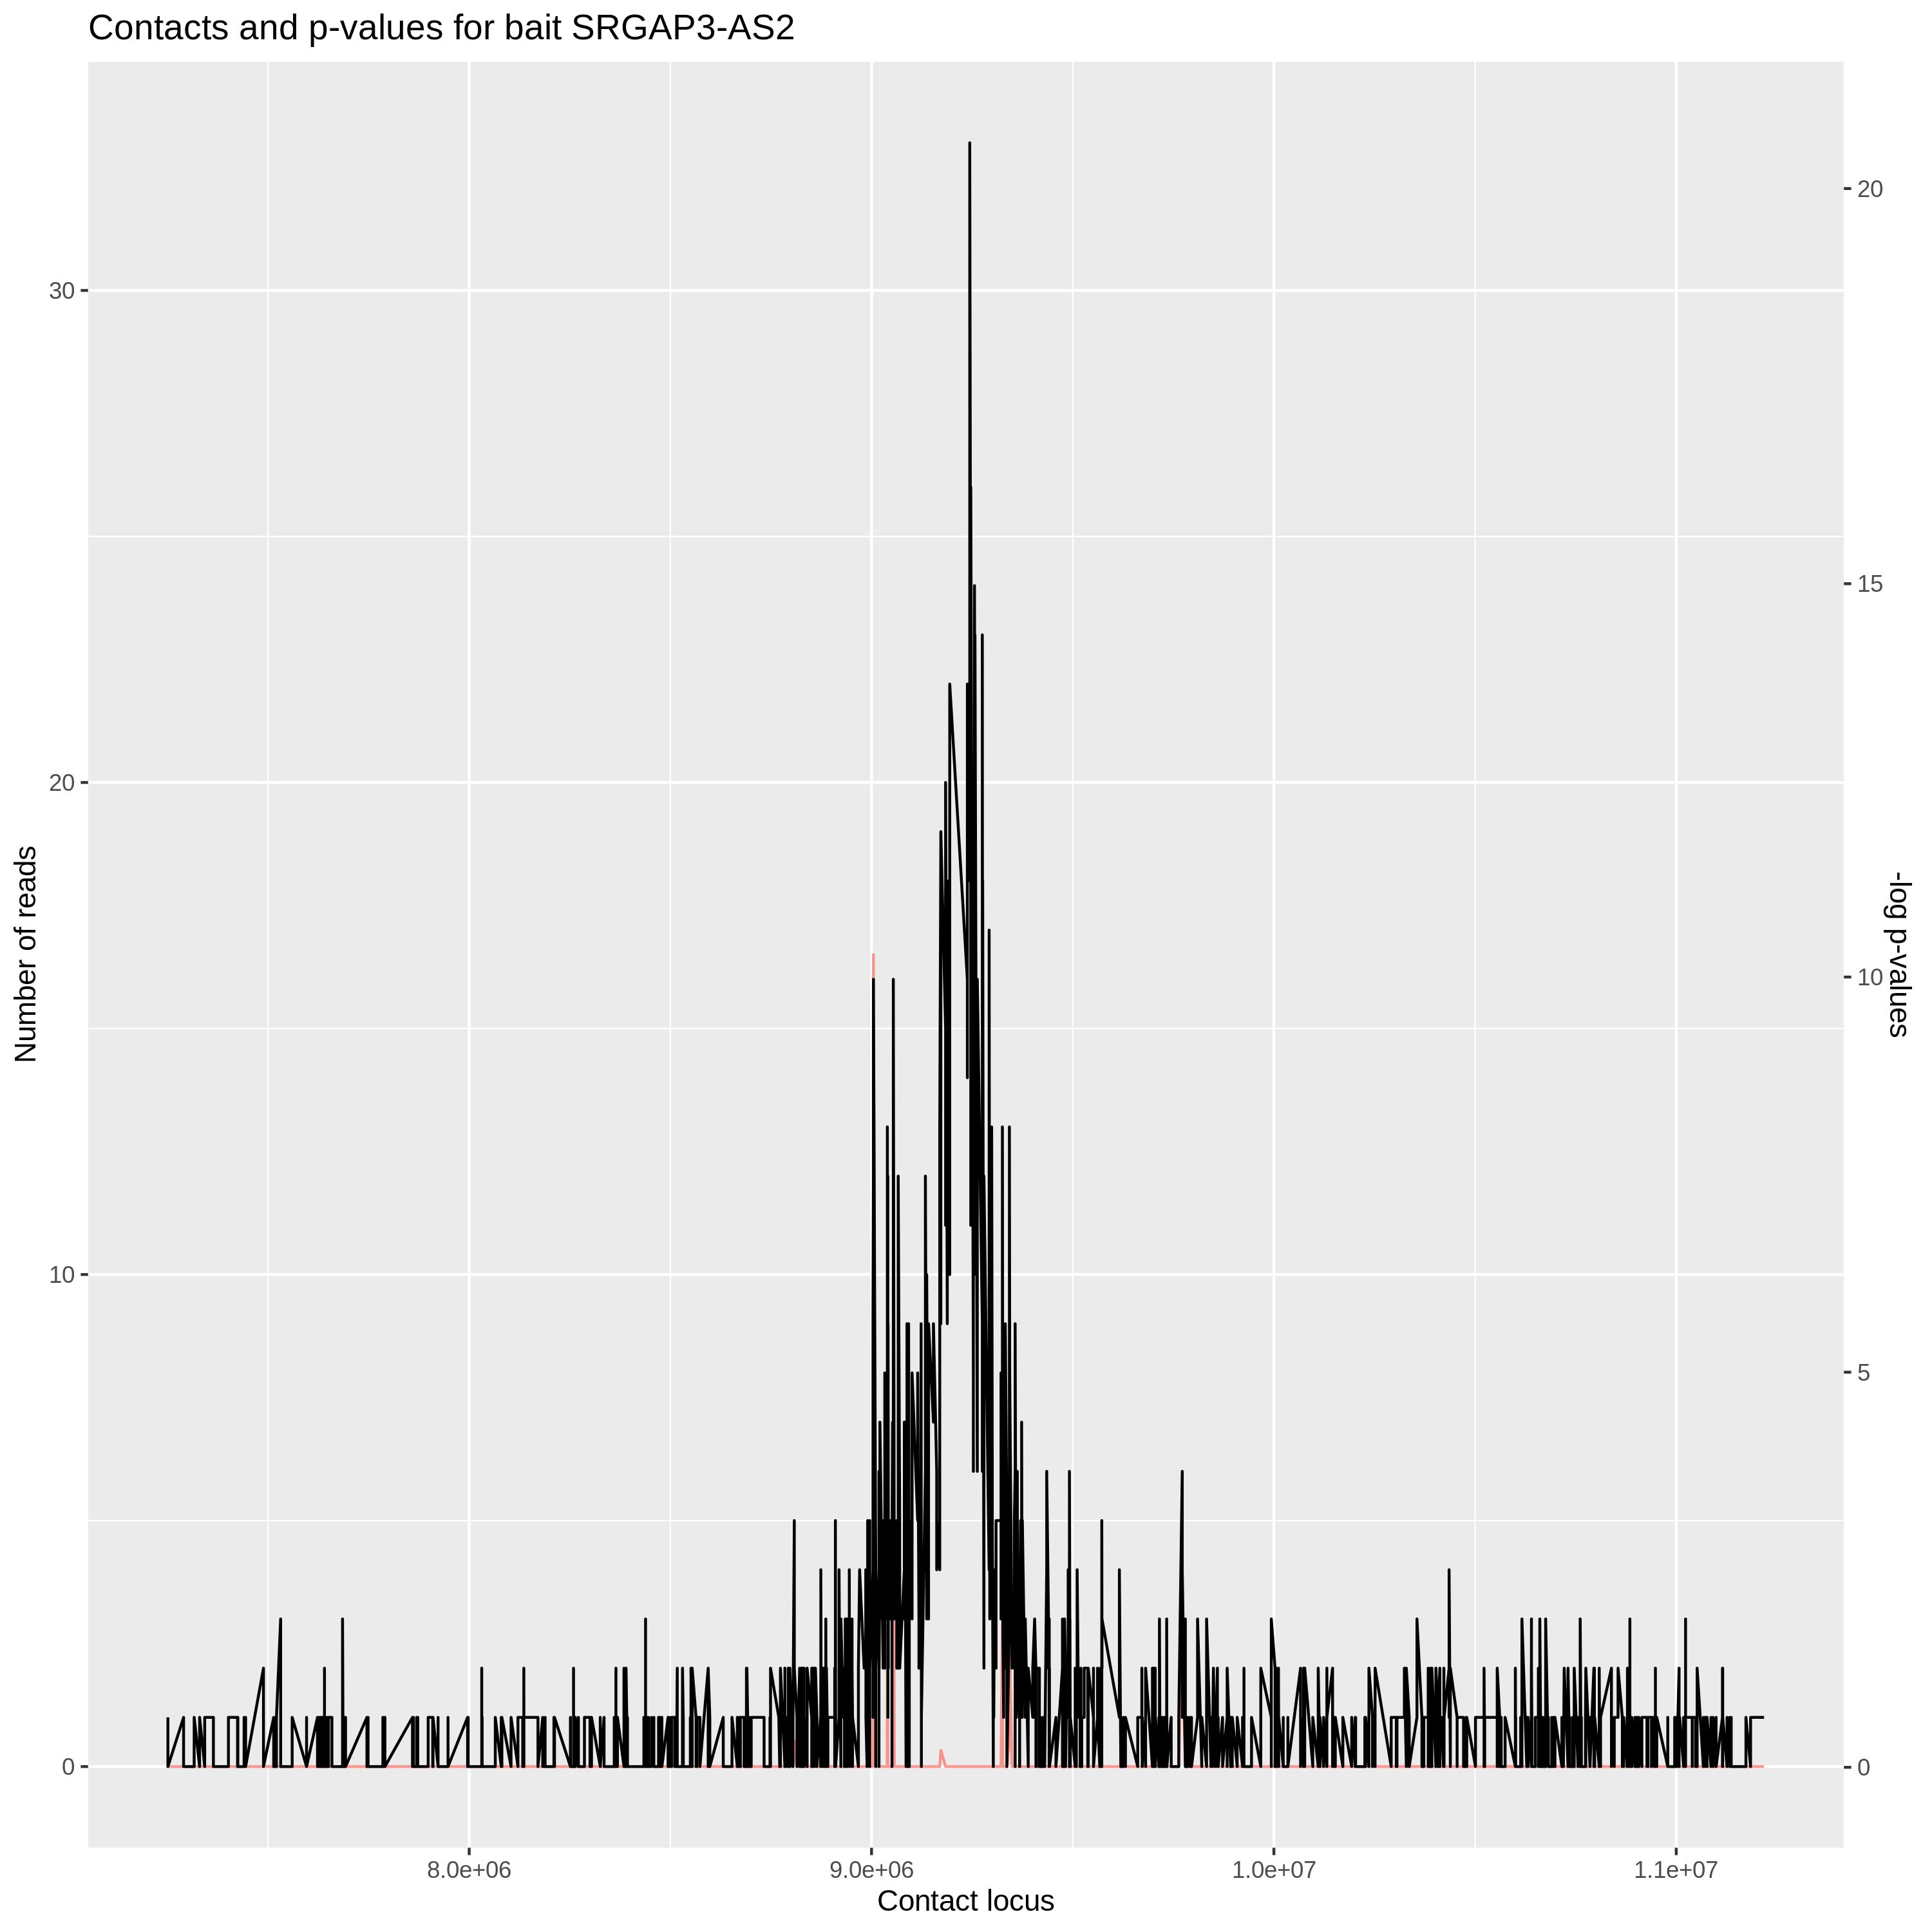 Contacts and p-values for bait SRGAP3-AS2
30
20
10
0
Number of reads
20
15
10
5
0
-log p-values
8.0e+06
9.0e+06
1.0e+07
1.1e+07
Contact locus